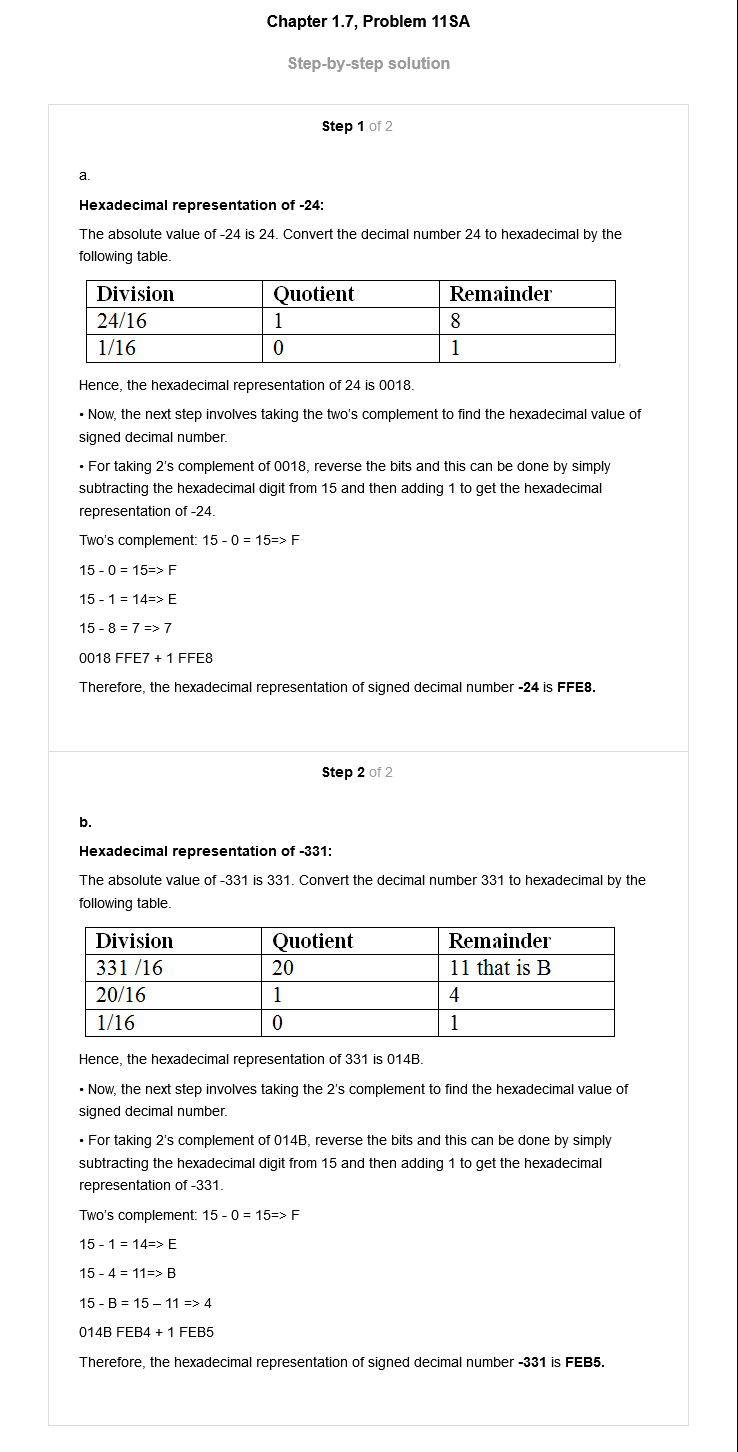 Chapter 1.7, Problem 11SA
Step-by-step solution
Step 1 of 2
a.
Hexadecimal representation of -24:
The absolute value of -24 is 24. Convert the decimal number 24 to hexadecimal by the
following table.
Division Quotient Remainder
24/16 1 8
1/16 0 1
Hence, the hexadecimal representation of 24 is 0018.
• Now, the next step involves taking the two's complement to find the hexadecimal value of
signed decimal number.
• For taking 2's complement of 0018, reverse the bits and this can be done by simply
subtracting the hexadecimal digit from 15 and then adding 1 to get the hexadecimal
representation of -24.
Two's complement: 15 - 0 = 15=> F
15 - 0 = 15=> F
15 - 1 = 14=> E
15 - 8 = 7 => 7
0018 FFE7 + 1 FFE8
Therefore, the hexadecimal representation of signed decimal number -24 is FFE8.
Step 2 of 2
b.
Hexadecimal representation of -331:
The absolute value of -331 is 331. Convert the decimal number 331 to hexadecimal by the
following table.
Division Quotient Remainder
331 /16 20 11 that is B
20/16 1 4
1/16 0 1
Hence, the hexadecimal representation of 331 is 014B.
• Now, the next step involves taking the 2's complement to find the hexadecimal value of
signed decimal number.
• For taking 2's complement of 014B, reverse the bits and this can be done by simply
subtracting the hexadecimal digit from 15 and then adding 1 to get the hexadecimal
representation of -331.
Two's complement: 15 - 0 = 15=> F
15 - 1 = 14=> E
15 - 4 = 11=> B
15 - B = 15 – 11 => 4
014B FEB4 + 1 FEB5
Therefore, the hexadecimal representation of signed decimal number -331 is FEB5.